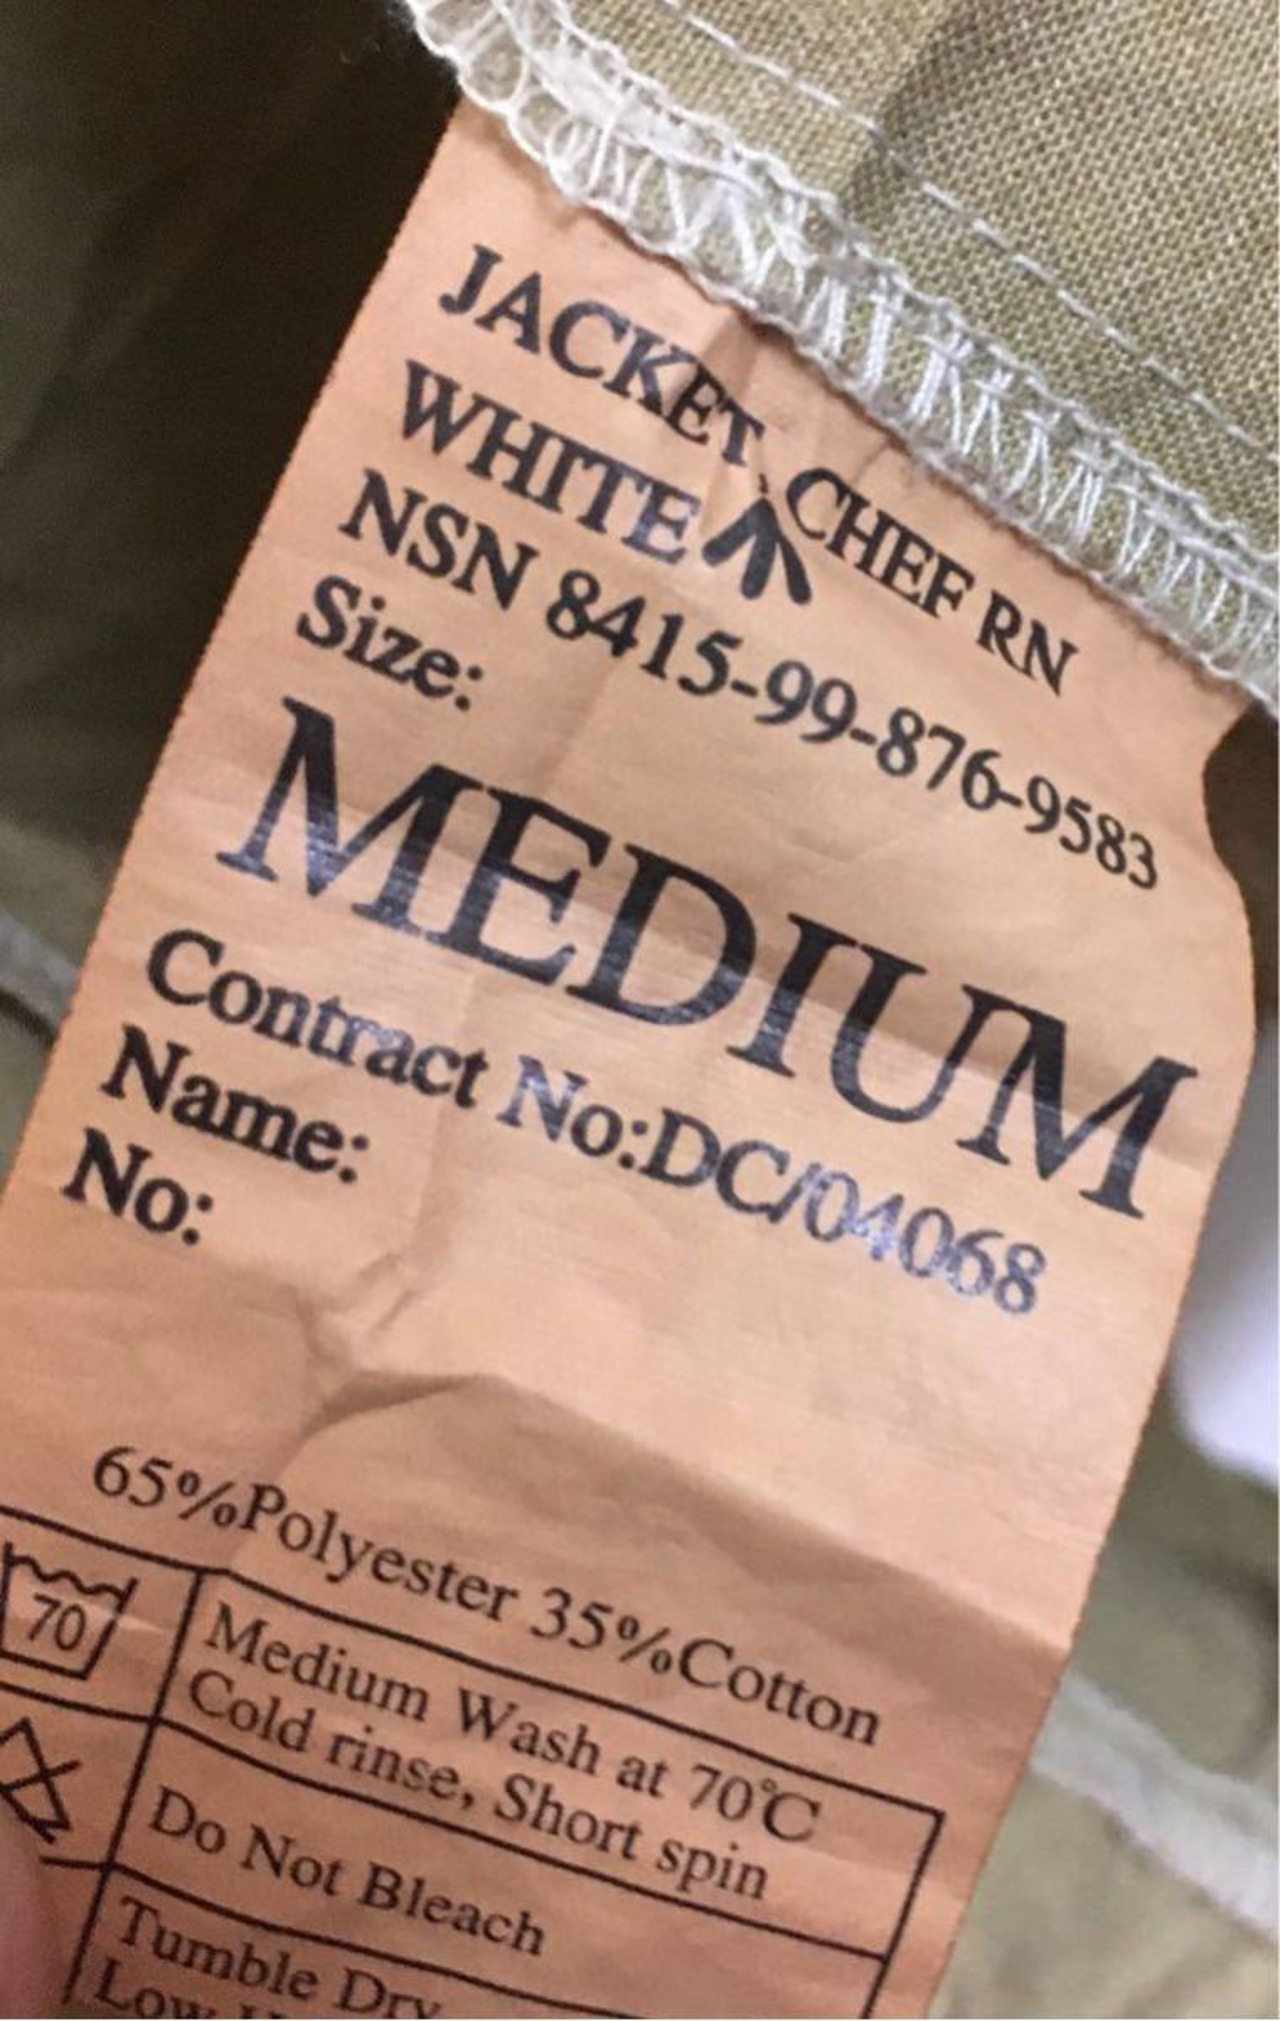 JACKET, CHEF RN
WHITE
NSN 8415-99-876-9583
Size:
MEDIUM
Contract No:DC/04068
Name:
No:
65%Polyester 35%Cotton
70
Medium Wash at 70°C
Cold rinse, Short spin
Do Not Bleach
Tumble Dry
Low